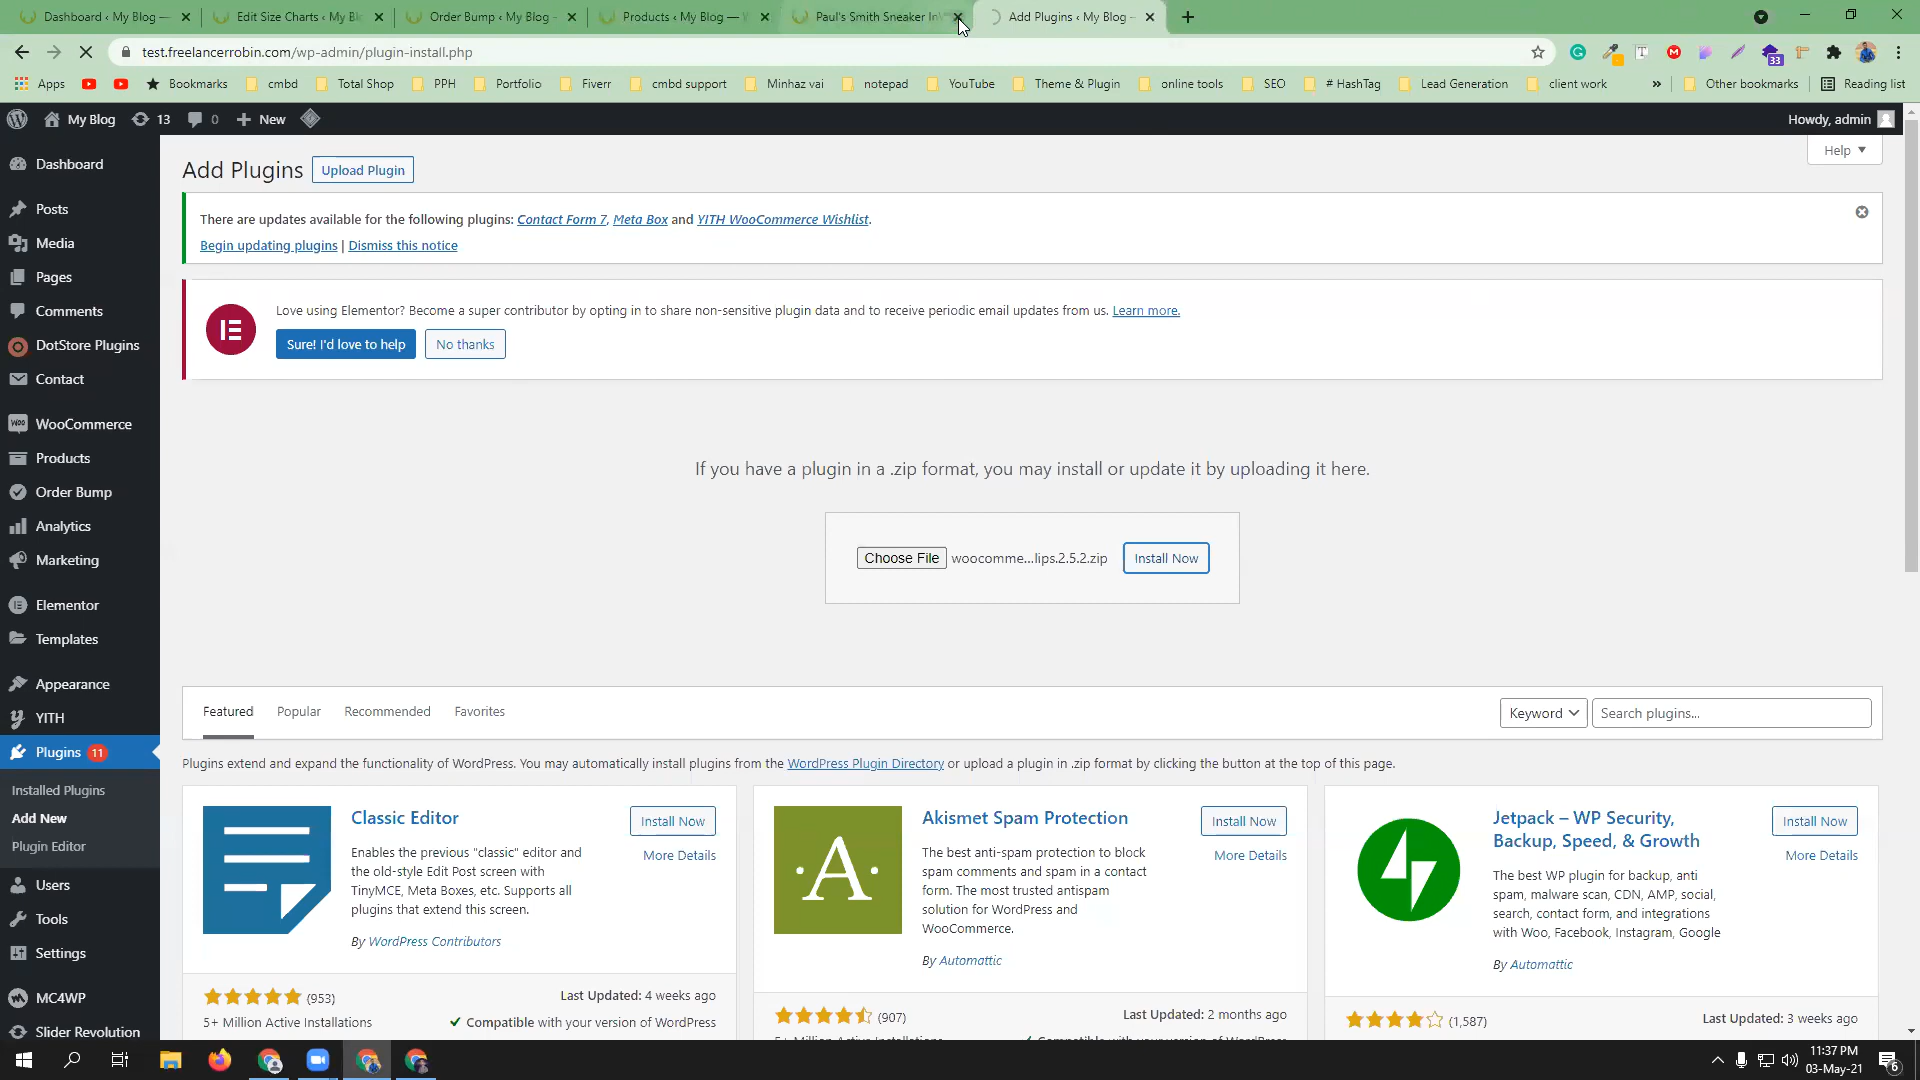 Dashboard ‹ My Blog —
Edit Size Charts ‹ My Bl
Order Bump ‹ My Blog -
Products ‹ My Blog —
Paul's Smith Sneaker InV
Add Plugins ‹ My Blog -
test.freelancerrobin.com/wp-admin/plugin-install.php
33
Apps
Bookmarks
cmbd
Total Shop
PPH
Portfolio
Fiverr
cmbd support
Minhaz vai
notepad
YouTube
Theme & Plugin
online tools
SEO
# HashTag
Lead Generation
client work
Other bookmarks
Reading list
My Blog
13
0
New
Howdy, admin
Dashboard
Posts
Media
Pages
Comments
DotStore Plugins
Contact
WooCommerce
Products
Order Bump
Analytics
Marketing
Elementor
Templates
Appearance
YITH
Plugins 11
Installed Plugins
Add New
Plugin Editor
Users
Tools
Settings
MC4WP
Slider Revolution
Help
Add Plugins
Upload Plugin
There are updates available for the following plugins: Contact Form 7, Meta Box and YITH WooCommerce Wishlist.
Begin updating plugins | Dismiss this notice
Love using Elementor? Become a super contributor by opting in to share non-sensitive plugin data and to receive periodic email updates from us. Learn more.
Sure! I'd love to help
No thanks
If you have a plugin in a .zip format, you may install or update it by uploading it here.
Choose File woocomme...lips.2.5.2.zip
Install Now
Featured
Popular
Recommended
Favorites
Keyword
Search plugins...
Plugins extend and expand the functionality of WordPress. You may automatically install plugins from the WordPress Plugin Directory or upload a plugin in .zip format by clicking the button at the top of this page.
Classic Editor
Install Now
More Details
Enables the previous "classic" editor and
the old-style Edit Post screen with
TinyMCE, Meta Boxes, etc. Supports all
plugins that extend this screen.
By WordPress Contributors
(953)
5+ Million Active Installations
Last Updated: 4 weeks ago
Compatible with your version of WordPress
·A·
Akismet Spam Protection
Install Now
More Details
The best anti-spam protection to block
spam comments and spam in a contact
form. The most trusted antispam
solution for WordPress and
WooCommerce.
By Automattic
(907)
5+ Million Active Installations
Last Updated: 2 months ago
Compatible with your version of WordPress
Jetpack – WP Security,
Backup, Speed, & Growth
Install Now
More Details
The best WP plugin for backup, anti
spam, malware scan, CDN, AMP, social,
search, contact form, and integrations
with Woo, Facebook, Instagram, Google
By Automattic
(1,587)
Last Updated: 3 weeks ago
11:37 PM
03-May-21
6